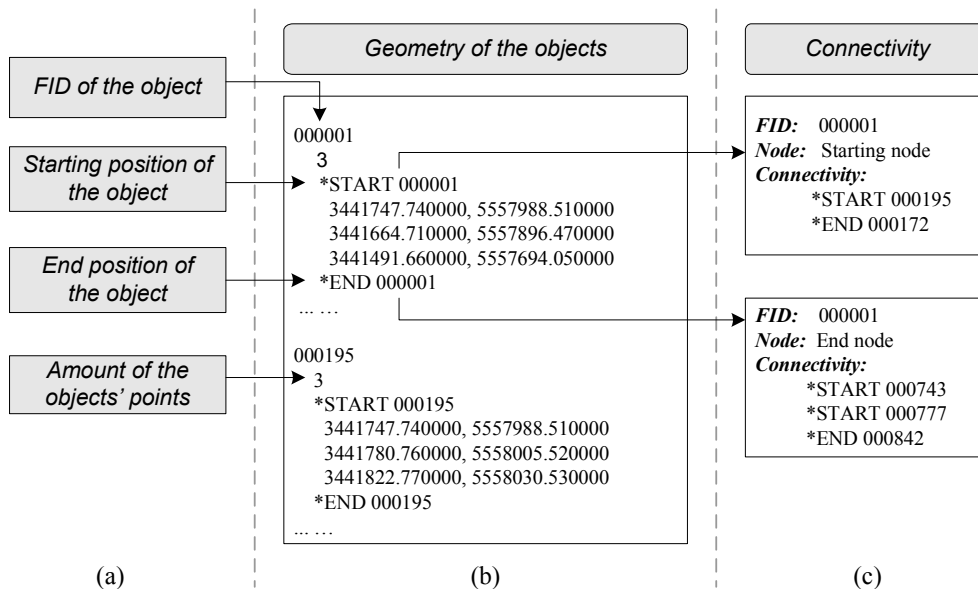 FID of the object
Starting position of
the object
End position of
the object
Amount of the
objects' points
(a)
Geometry of the objects
000001
3
*START 000001
3441747.740000, 5557988.510000
3441664.710000, 5557896.470000
3441491.660000, 5557694.050000
*END 000001
... …
000195
3
*START 000195
3441747.740000, 5557988.510000
3441780.760000, 5558005.520000
3441822.770000, 5558030.530000
*END 000195
... …
(b)
Connectivity
FID: 000001
Node: Starting node
Connectivity:
*START 000195
*END 000172
FID: 000001
Node: End node
Connectivity:
*START 000743
*START 000777
*END 000842
(c)